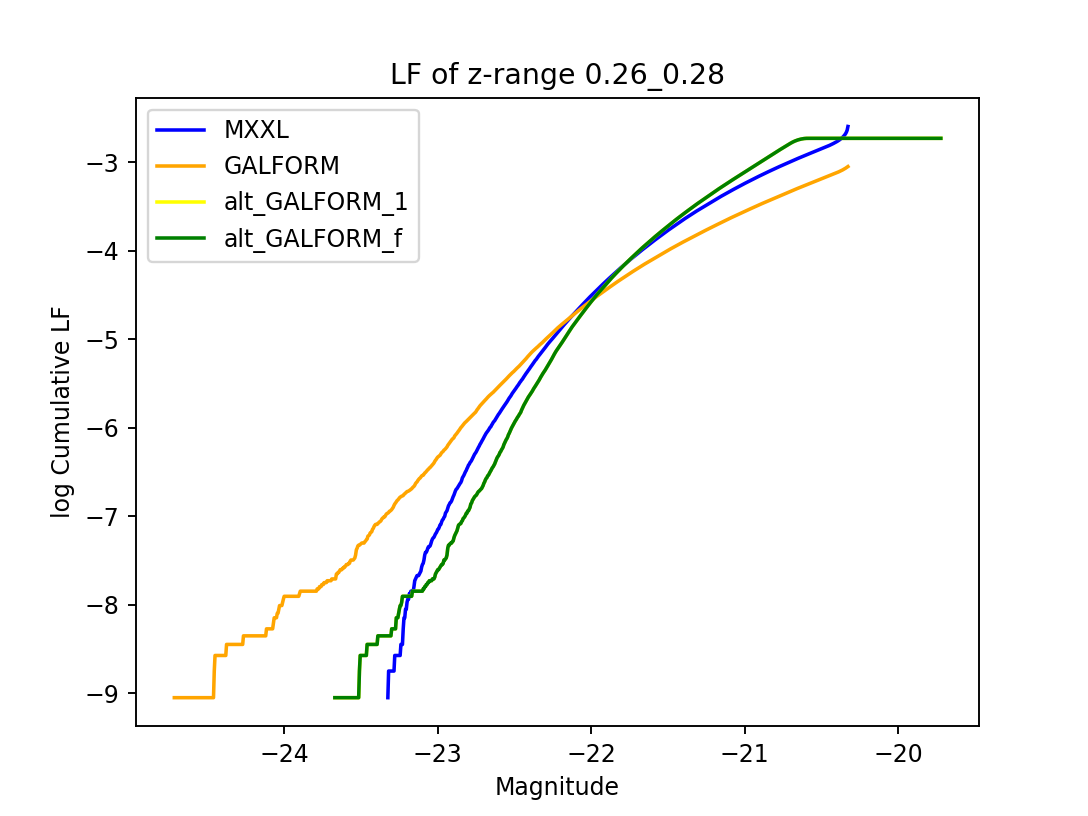 LF of z-range 0.26_0.28
MXXL
GALFORM
alt_GALFORM_1
alt_GALFORM_f
−3
−4
−5
−6
−7
−8
−9
log Cumulative LF
−24
−23
−22
−21
−20
Magnitude